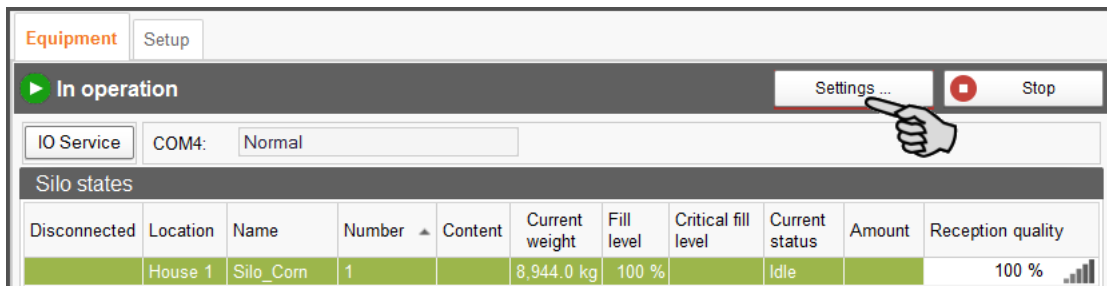 Equipment Setup
In operation Settings ... Stop
IO Service COM4: Normal
Silo states
Disconnected Location Name Number Content Current weight Fill level Critical fill level Current status Amount Reception quality
House 1 Silo_Corn 1 8,944.0 kg 100 % Idle 100 %